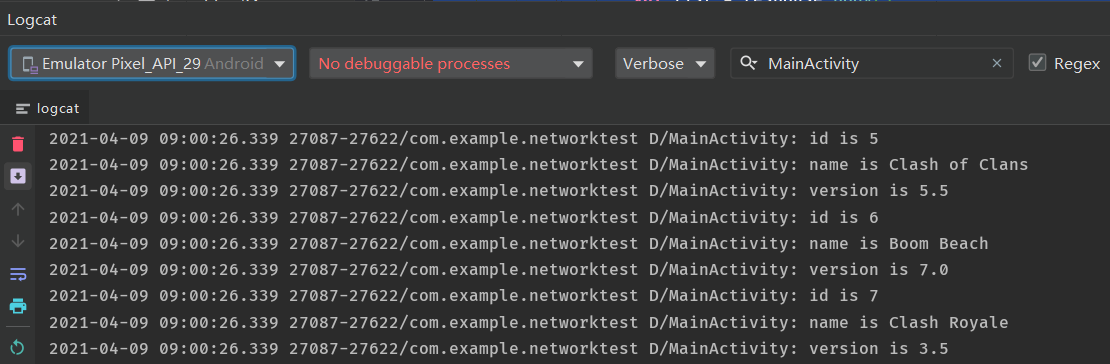 Logcat
Emulator Pixel_API_29 Android
No debuggable processes
Verbose
MainActivity
Regex
logcat
2021-04-09 09:00:26.339 27087-27622/com.example.networktest D/MainActivity: id is 5
2021-04-09 09:00:26.339 27087-27622/com.example.networktest D/MainActivity: name is Clash of Clans
2021-04-09 09:00:26.339 27087-27622/com.example.networktest D/MainActivity: version is 5.5
2021-04-09 09:00:26.339 27087-27622/com.example.networktest D/MainActivity: id is 6
2021-04-09 09:00:26.339 27087-27622/com.example.networktest D/MainActivity: name is Boom Beach
2021-04-09 09:00:26.339 27087-27622/com.example.networktest D/MainActivity: version is 7.0
2021-04-09 09:00:26.339 27087-27622/com.example.networktest D/MainActivity: id is 7
2021-04-09 09:00:26.339 27087-27622/com.example.networktest D/MainActivity: name is Clash Royale
2021-04-09 09:00:26.339 27087-27622/com.example.networktest D/MainActivity: version is 3.5